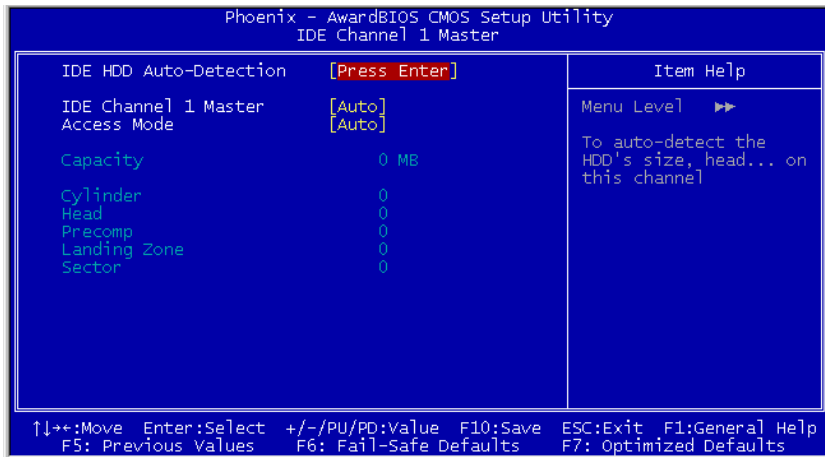 Phoenix - AwardBIOS CMOS Setup Utility
IDE Channel 1 Master
IDE HDD Auto-Detection [Press Enter]
IDE Channel 1 Master [Auto]
Access Mode [Auto]
Capacity 0 MB
Cylinder 0
Head 0
Precomp 0
Landing Zone 0
Sector 0
Item Help
Menu Level ▸▸
To auto-detect the
HDD's size, head... on
this channel
↑↓→←:Move Enter:Select +/-/PU/PD:Value F10:Save ESC:Exit F1:General Help
F5: Previous Values F6: Fail-Safe Defaults F7: Optimized Defaults